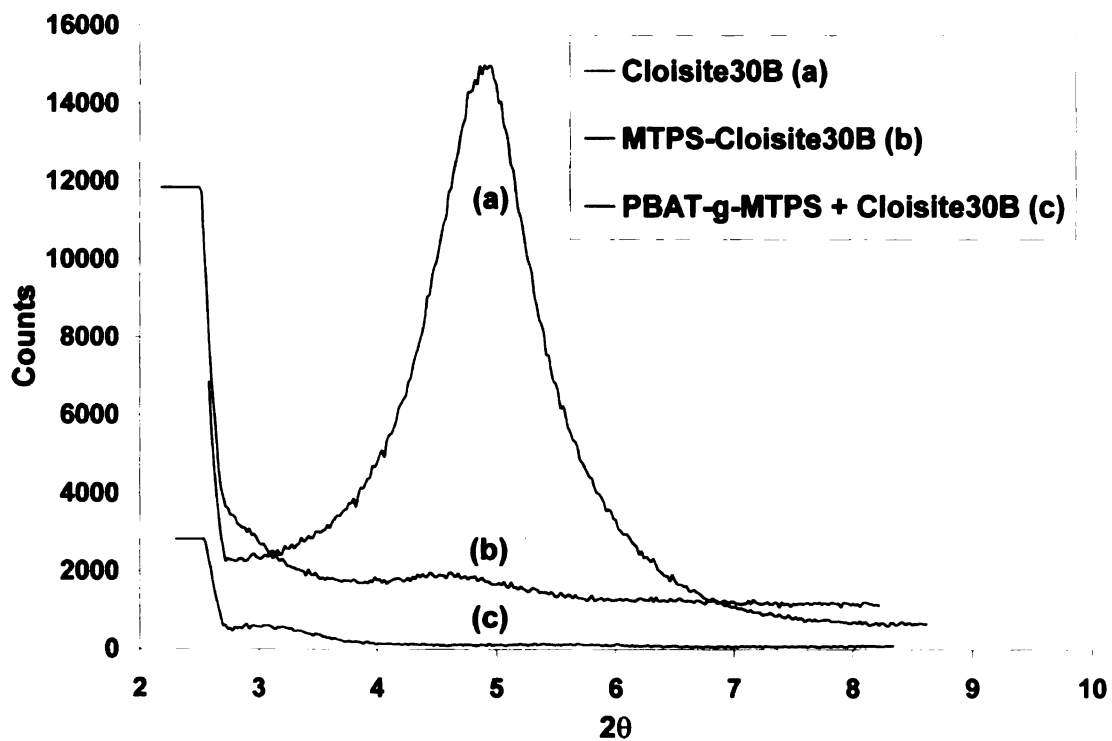 16000
14000
12000
10000
8000
6000
4000
2000
0
Counts
2 3 4 5 6 7 8 9 10
2θ
Cloisite30B (a)
MTPS-Cloisite30B (b)
PBAT-g-MTPS + Cloisite30B (c)
(a)
(b)
(c)